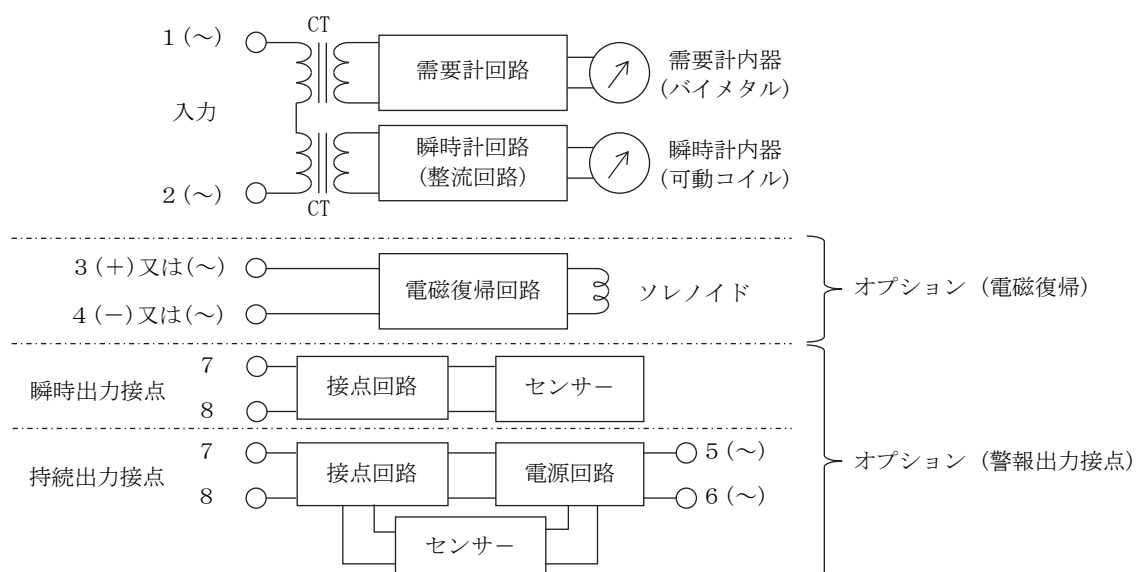 CT
1(～)
需要計回路
需要計内器
(バイメタル)
入力
瞬時計回路
(整流回路)
瞬時計内器
(可動コイル)
2(～)
CT
3(＋)又は(～)
電磁復帰回路
ソレノイド
オプション (電磁復帰)
4(－)又は(～)
瞬時出力接点
7
8
接点回路
センサー
持続出力接点
7
8
接点回路
電源回路
5(～)
6(～)
センサー
オプション (警報出力接点)